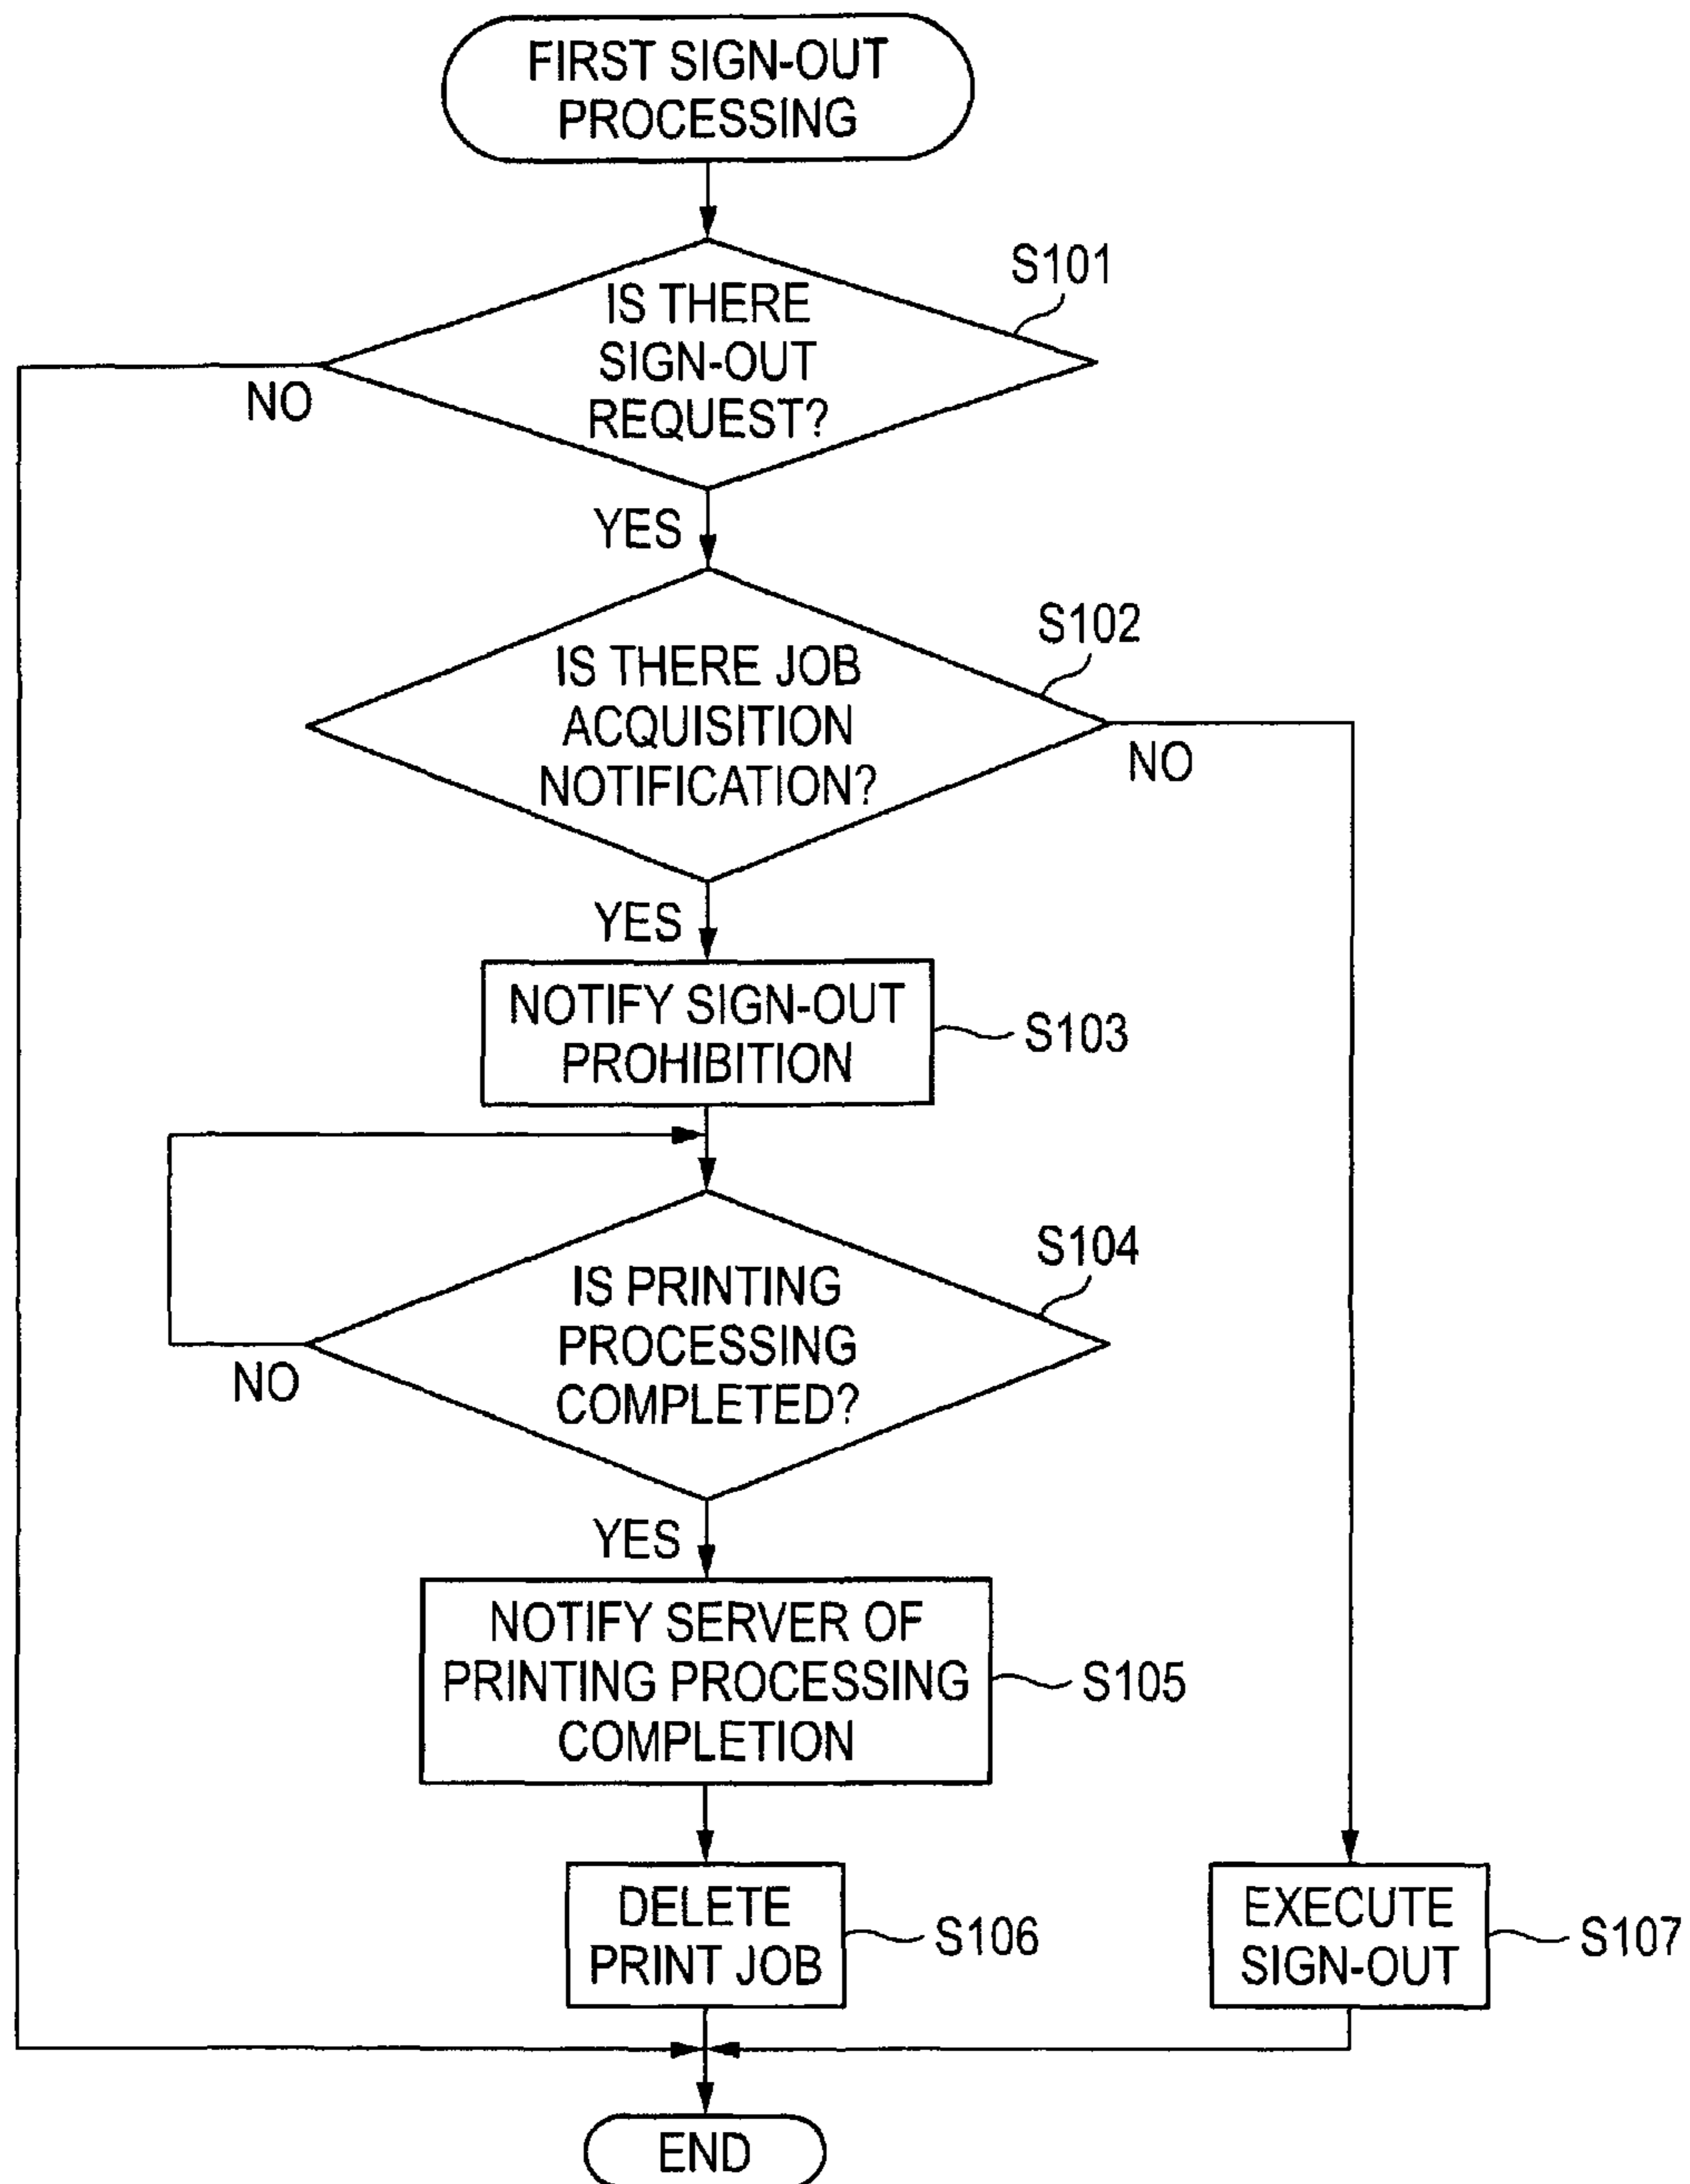 FIRST SIGN-OUT
PROCESSING
S101
IS THERE
SIGN-OUT
REQUEST?
NO
YES
S102
IS THERE JOB
ACQUISITION
NOTIFICATION?
NO
YES
NOTIFY SIGN-OUT
PROHIBITION
S103
S104
IS PRINTING
PROCESSING
COMPLETED?
NO
YES
NOTIFY SERVER OF
PRINTING PROCESSING
COMPLETION
S105
DELETE
PRINT JOB
S106
EXECUTE
SIGN-OUT
S107
END